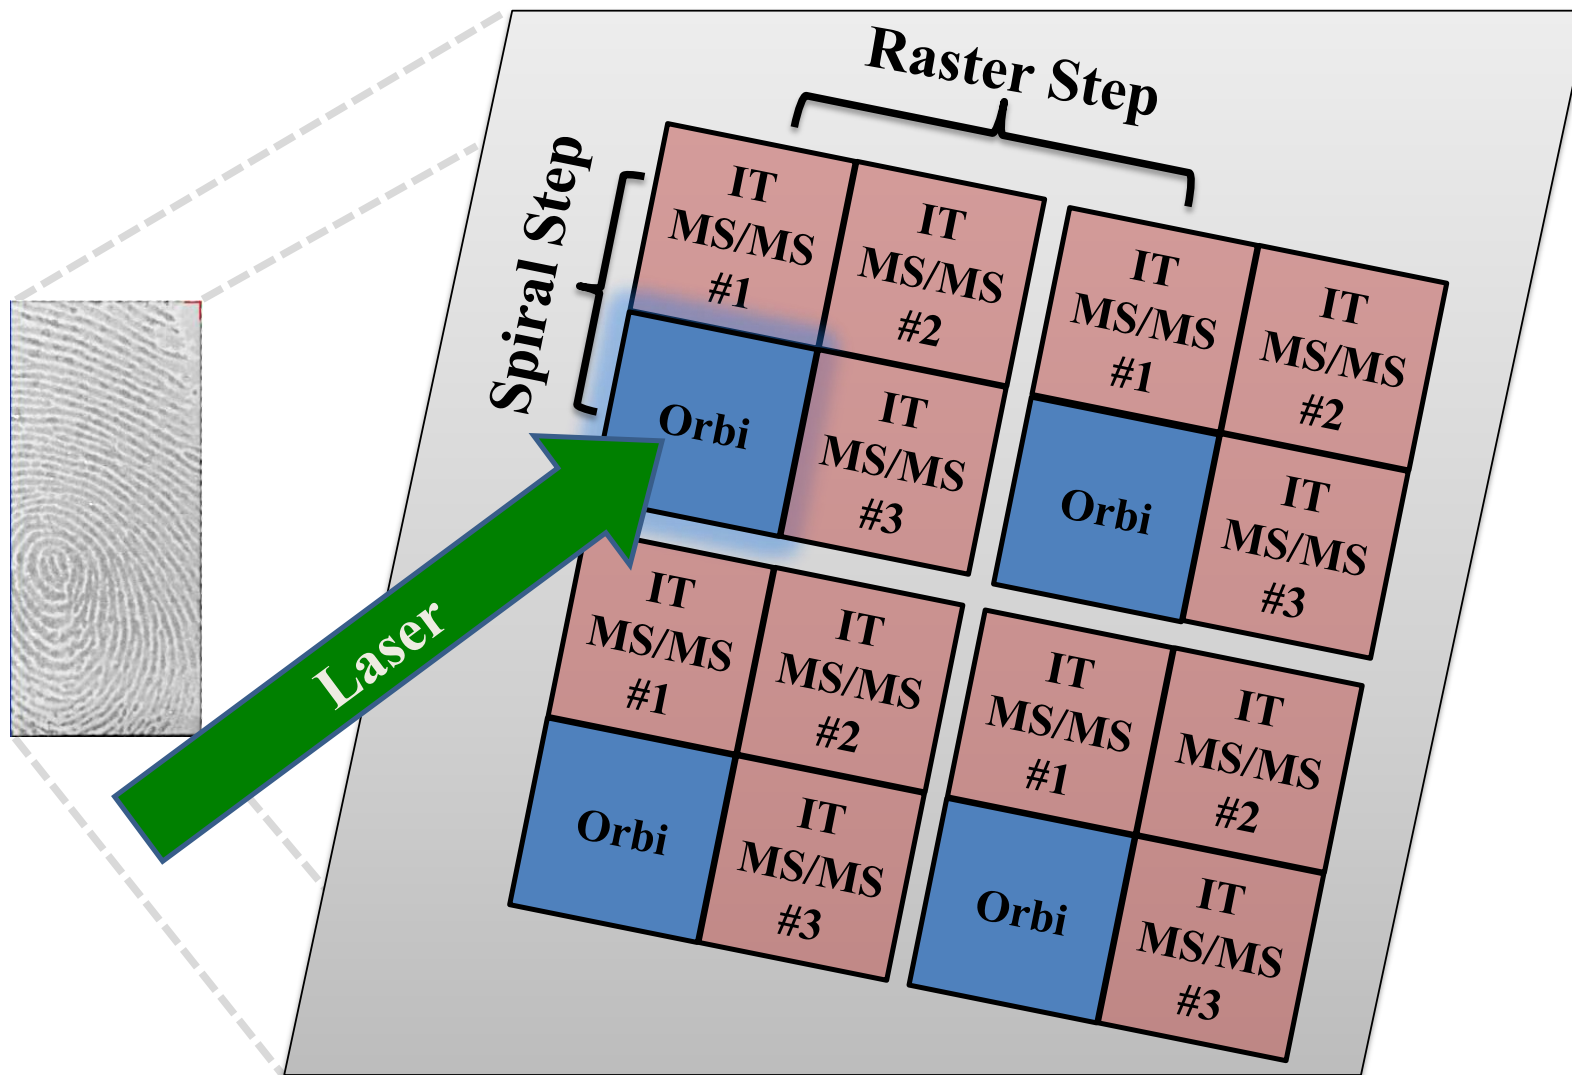 Raster Step
Spiral Step
IT
MS/MS
#1
IT
MS/MS
#2
Orbi
IT
MS/MS
#3
IT
MS/MS
#1
IT
MS/MS
#2
Orbi
IT
MS/MS
#3
Laser
IT
MS/MS
#1
IT
MS/MS
#2
Orbi
IT
MS/MS
#3
IT
MS/MS
#1
IT
MS/MS
#2
Orbi
IT
MS/MS
#3